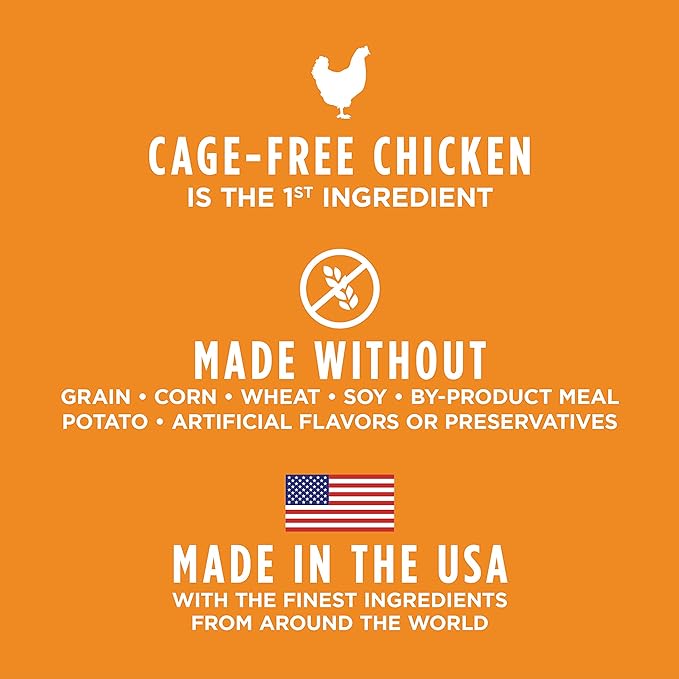 CAGE-FREE CHICKEN
IS THE 1ST INGREDIENT
MADE WITHOUT
GRAIN • CORN • WHEAT • SOY • BY-PRODUCT MEAL
POTATO • ARTIFICIAL FLAVORS OR PRESERVATIVES
MADE IN THE USA
WITH THE FINEST INGREDIENTS
FROM AROUND THE WORLD